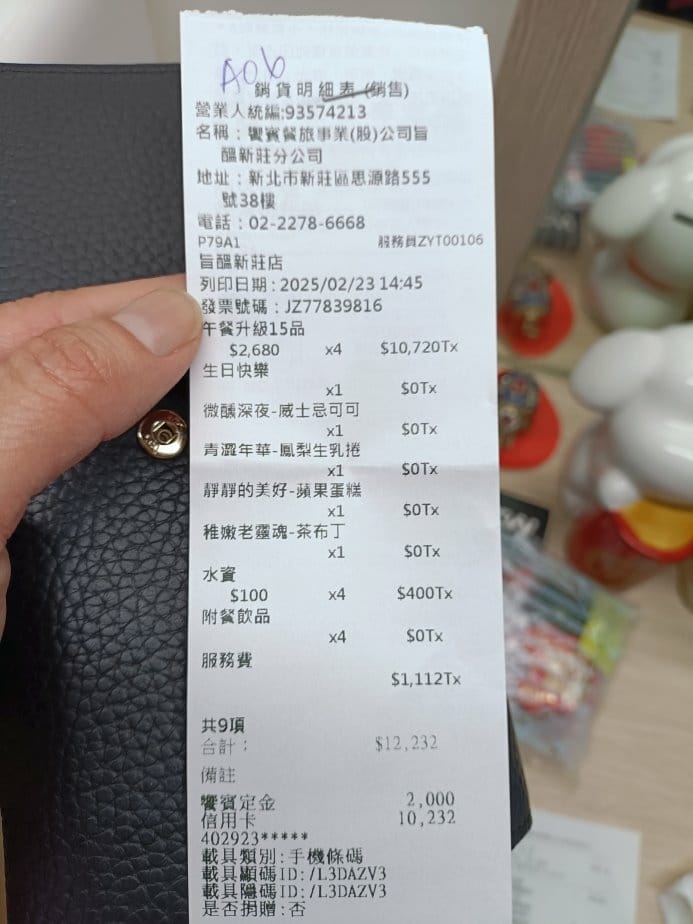 A06
銷貨明細表(銷售)
營業人統編:93574213
名稱：饗賓餐旅事業(股)公司旨
醞新莊分公司
地址：新北市新莊區思源路555
號38樓
電話：02-2278-6668
P79A1 服務員ZYT00106
旨醞新莊店
列印日期：2025/02/23 14:45
發票號碼：JZ77839816
午餐升級15品
$2,680 x4 $10,720Tx
生日快樂
x1 $0Tx
微醺深夜-威士忌可可
x1 $0Tx
青澀年華-鳳梨生乳捲
x1 $0Tx
靜靜的美好-蘋果蛋糕
x1 $0Tx
稚嫩老靈魂-茶布丁
x1 $0Tx
水資
$100 x4 $400Tx
附餐飲品
x4 $0Tx
服務費
$1,112Tx
共9項
合計： $12,232
備註
饗賓定金 2,000
信用卡 10,232
402923*****
載具類別:手機條碼
載具顯碼ID:/L3DAZV3
載具隱碼ID:/L3DAZV3
是否捐贈:否